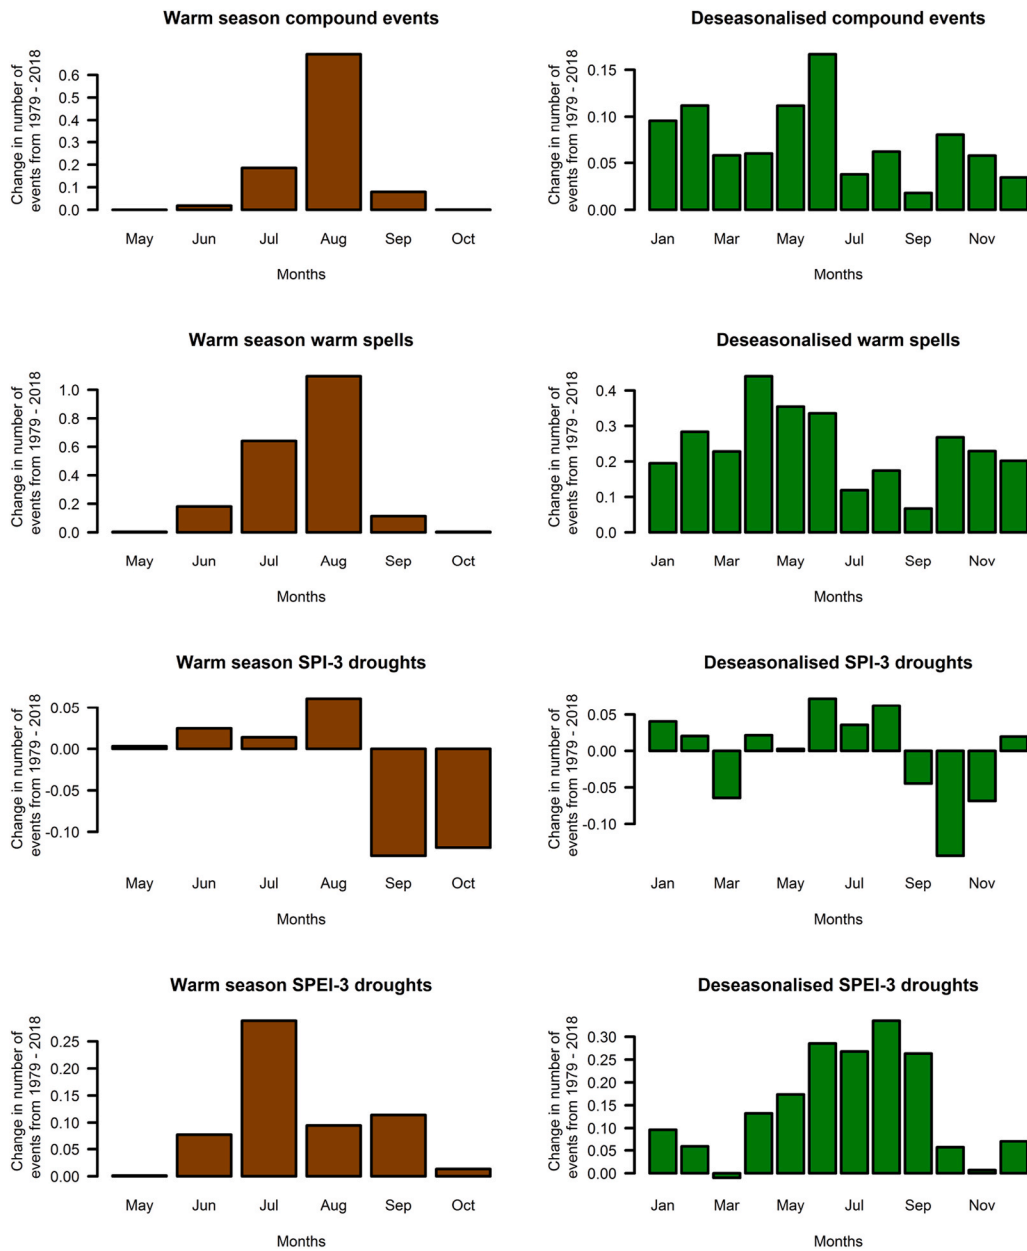 Warm season compound events
Change in number of
events from 1979 - 2018
0.6
0.5
0.4
0.3
0.2
0.1
0.0
May Jun Jul Aug Sep Oct
Months
Deseasonalised compound events
Change in number of
events from 1979 - 2018
0.15
0.10
0.05
0.00
Jan Mar May Jul Sep Nov
Months
Warm season warm spells
Change in number of
events from 1979 - 2018
1.0
0.8
0.6
0.4
0.2
0.0
May Jun Jul Aug Sep Oct
Months
Deseasonalised warm spells
Change in number of
events from 1979 - 2018
0.4
0.3
0.2
0.1
0.0
Jan Mar May Jul Sep Nov
Months
Warm season SPI-3 droughts
Change in number of
events from 1979 - 2018
0.05
0.00
-0.05
-0.10
May Jun Jul Aug Sep Oct
Months
Deseasonalised SPI-3 droughts
Change in number of
events from 1979 - 2018
0.05
0.00
-0.05
-0.10
Jan Mar May Jul Sep Nov
Months
Warm season SPEI-3 droughts
Change in number of
events from 1979 - 2018
0.25
0.20
0.15
0.10
0.05
0.00
May Jun Jul Aug Sep Oct
Months
Deseasonalised SPEI-3 droughts
Change in number of
events from 1979 - 2018
0.30
0.25
0.20
0.15
0.10
0.05
0.00
Jan Mar May Jul Sep Nov
Months